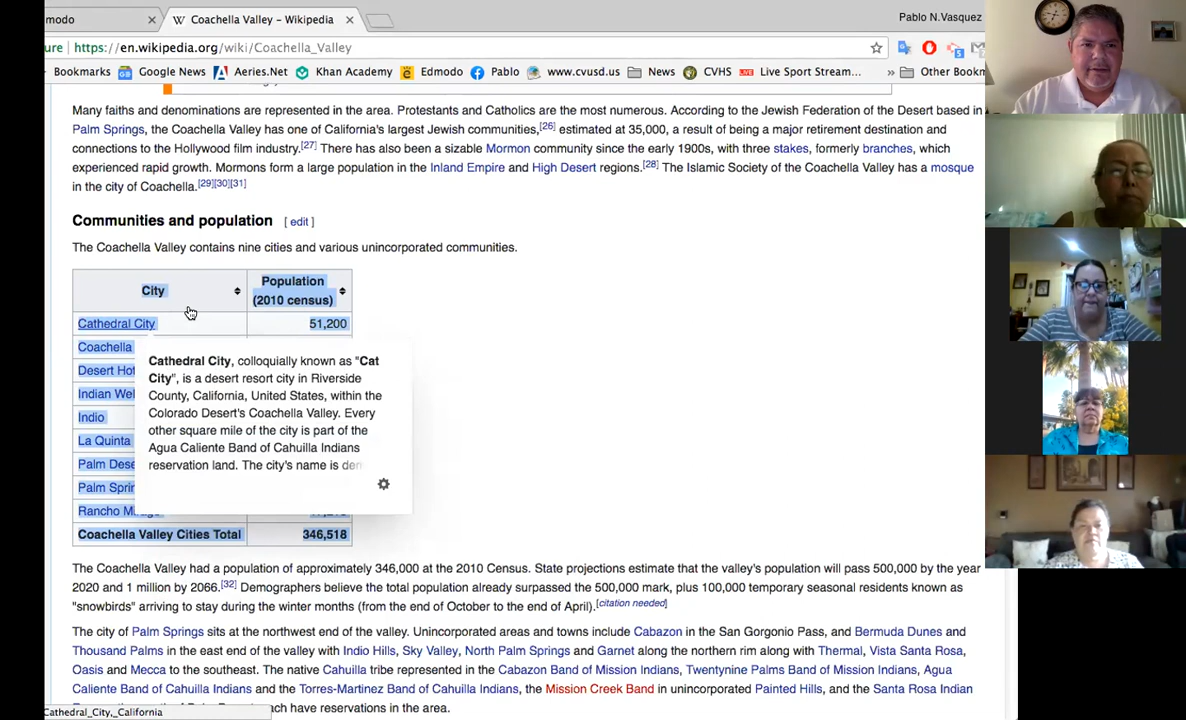 modo
Coachella Valley – Wikipedia
Pablo N.Vasquez
ure
https://en.wikipedia.org/wiki/Coachella_Valley
Bookmarks Google News Aeries.Net Khan Academy Edmodo Pablo www.cvusd.us News CVHS LIVE Live Sport Stream... » Other Bookm
Many faiths and denominations are represented in the area. Protestants and Catholics are the most numerous. According to the Jewish Federation of the Desert based in
Palm Springs, the Coachella Valley has one of California's largest Jewish communities,[26] estimated at 35,000, a result of being a major retirement destination and
connections to the Hollywood film industry.[27] There has also been a sizable Mormon community since the early 1900s, with three stakes, formerly branches, which
experienced rapid growth. Mormons form a large population in the Inland Empire and High Desert regions.[28] The Islamic Society of the Coachella Valley has a mosque
in the city of Coachella.[29][30][31]
Communities and population [ edit ]
The Coachella Valley contains nine cities and various unincorporated communities.
City Population
(2010 census)
Cathedral City 51,200
Coachella
Desert Hot
Indian Wel
Indio
La Quinta
Palm Dese
Palm Sprin
Rancho M
Coachella Valley Cities Total 346,518
Cathedral City, colloquially known as "Cat
City", is a desert resort city in Riverside
County, California, United States, within the
Colorado Desert's Coachella Valley. Every
other square mile of the city is part of the
Agua Caliente Band of Cahuilla Indians
reservation land. The city's name is der
The Coachella Valley had a population of approximately 346,000 at the 2010 Census. State projections estimate that the valley's population will pass 500,000 by the year
2020 and 1 million by 2066.[32] Demographers believe the total population already surpassed the 500,000 mark, plus 100,000 temporary seasonal residents known as
"snowbirds" arriving to stay during the winter months (from the end of October to the end of April).[citation needed]
The city of Palm Springs sits at the northwest end of the valley. Unincorporated areas and towns include Cabazon in the San Gorgonio Pass, and Bermuda Dunes and
Thousand Palms in the east end of the valley with Indio Hills, Sky Valley, North Palm Springs and Garnet along the northern rim along with Thermal, Vista Santa Rosa,
Oasis and Mecca to the southeast. The native Cahuilla tribe represented in the Cabazon Band of Mission Indians, Twentynine Palms Band of Mission Indians, Agua
Caliente Band of Cahuilla Indians and the Torres-Martinez Band of Cahuilla Indians, the Mission Creek Band in unincorporated Painted Hills, and the Santa Rosa Indian
ach have reservations in the area.
Cathedral_City,_California